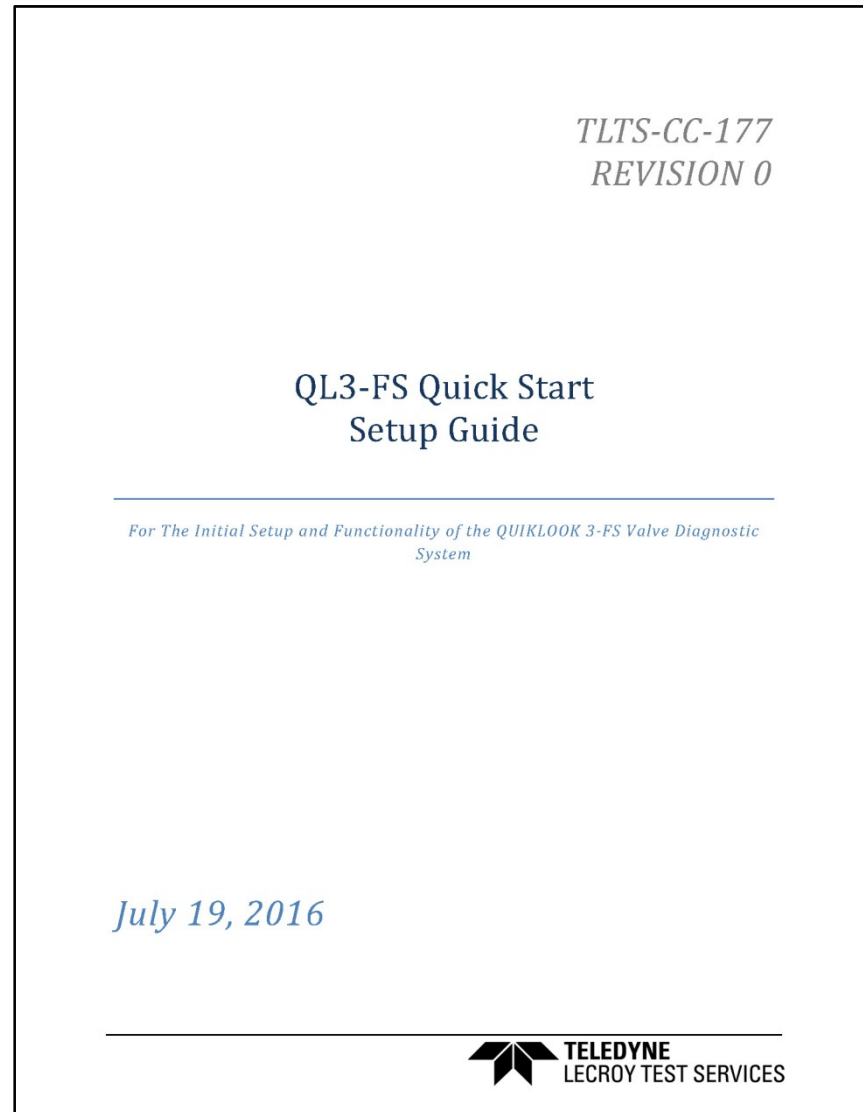 TLTS-CC-177
REVISION 0
QL3-FS Quick Start
Setup Guide
For The Initial Setup and Functionality of the QUIKLOOK 3-FS Valve Diagnostic
System
July 19, 2016
TELEDYNE
LECROY TEST SERVICES